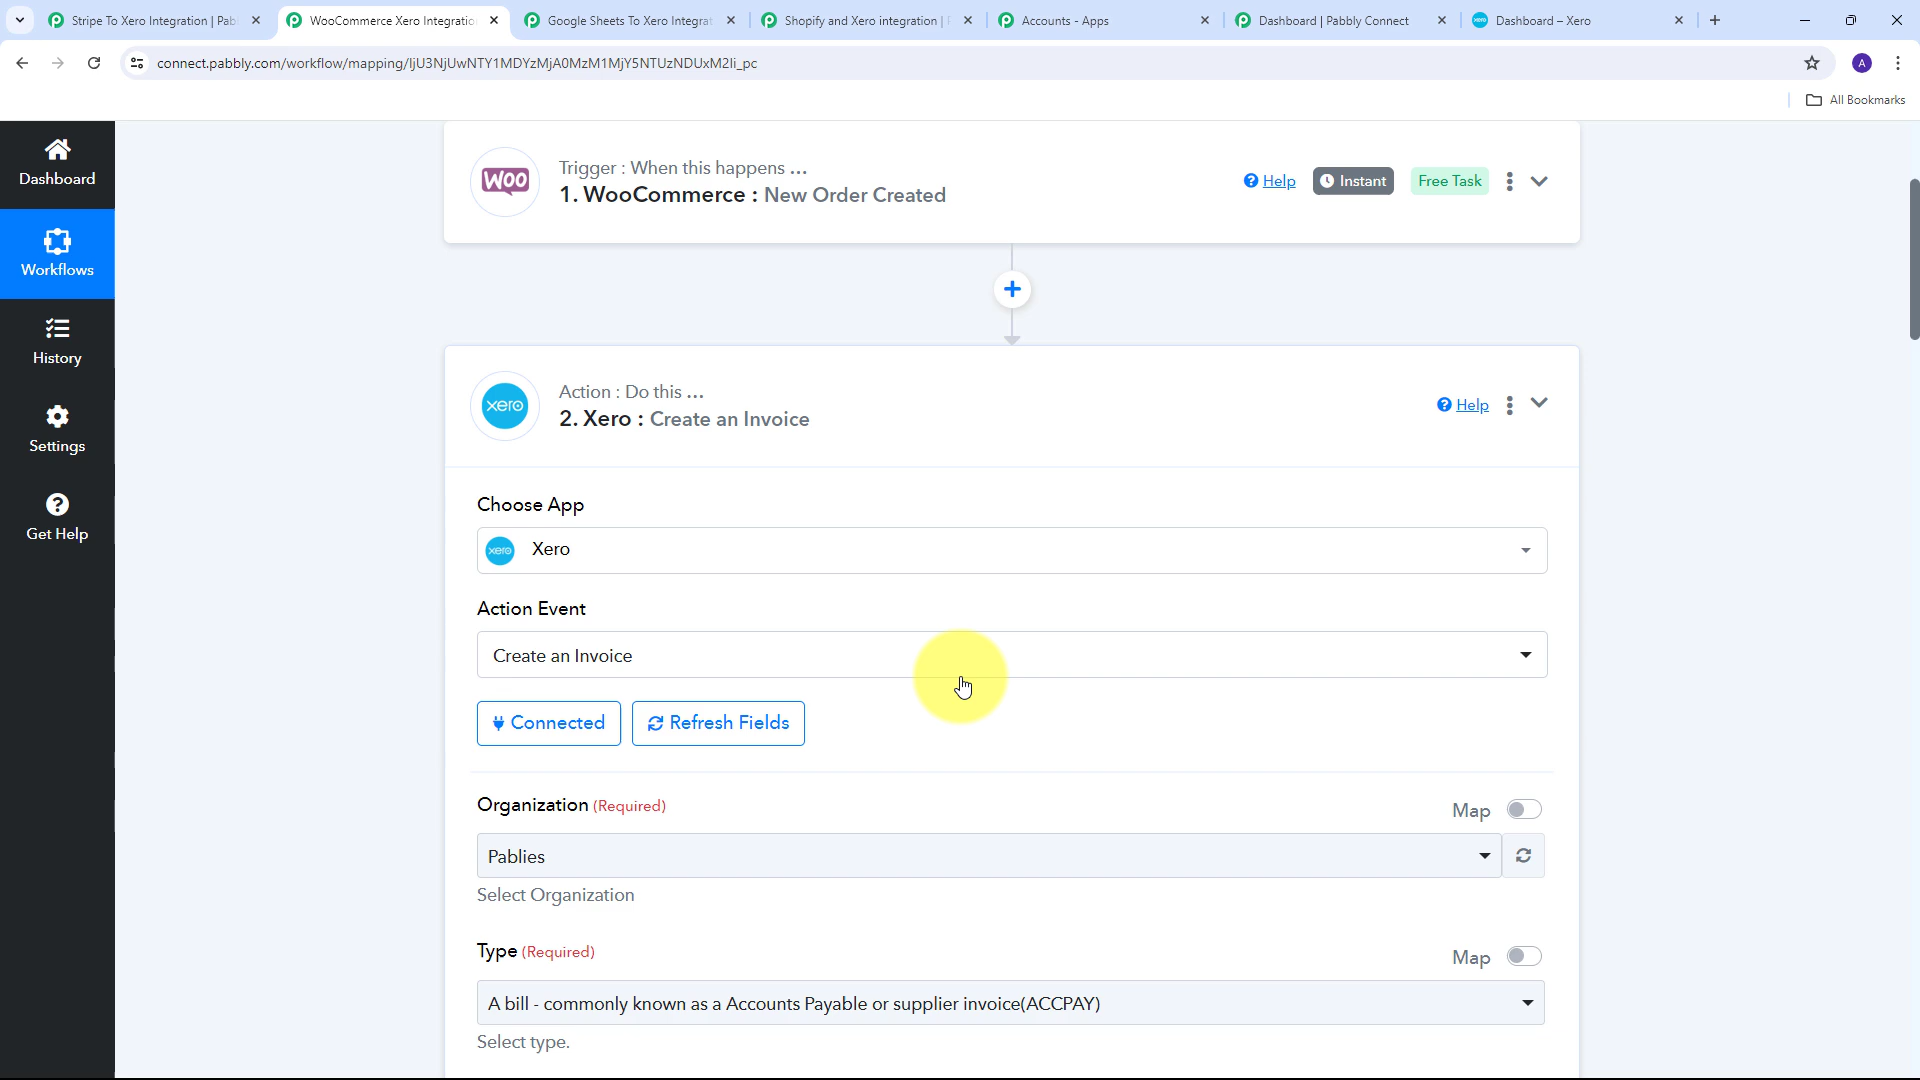 Stripe To Xero Integration | Pab
WooCommerce Xero Integratio
Google Sheets To Xero Integrat
Shopify and Xero integration |
Accounts - Apps
Dashboard | Pabbly Connect
xero
Dashboard – Xero
connect.pabbly.com/workflow/mapping/IjU3NjUwNTY1MDYzMjA0MzM1MjY5NTUzNDUxM2Ii_pc
A
All Bookmarks
Dashboard
Workflows
History
Settings
Get Help
WOO
Trigger : When this happens ...
1. WooCommerce : New Order Created
Help
Instant
Free Task
xero
Action : Do this ...
2. Xero : Create an Invoice
Help
Choose App
xero
Xero
Action Event
Create an Invoice
Connected
Refresh Fields
Organization (Required)
Map
Pablies
Select Organization
Type (Required)
Map
A bill - commonly known as a Accounts Payable or supplier invoice(ACCPAY)
Select type.